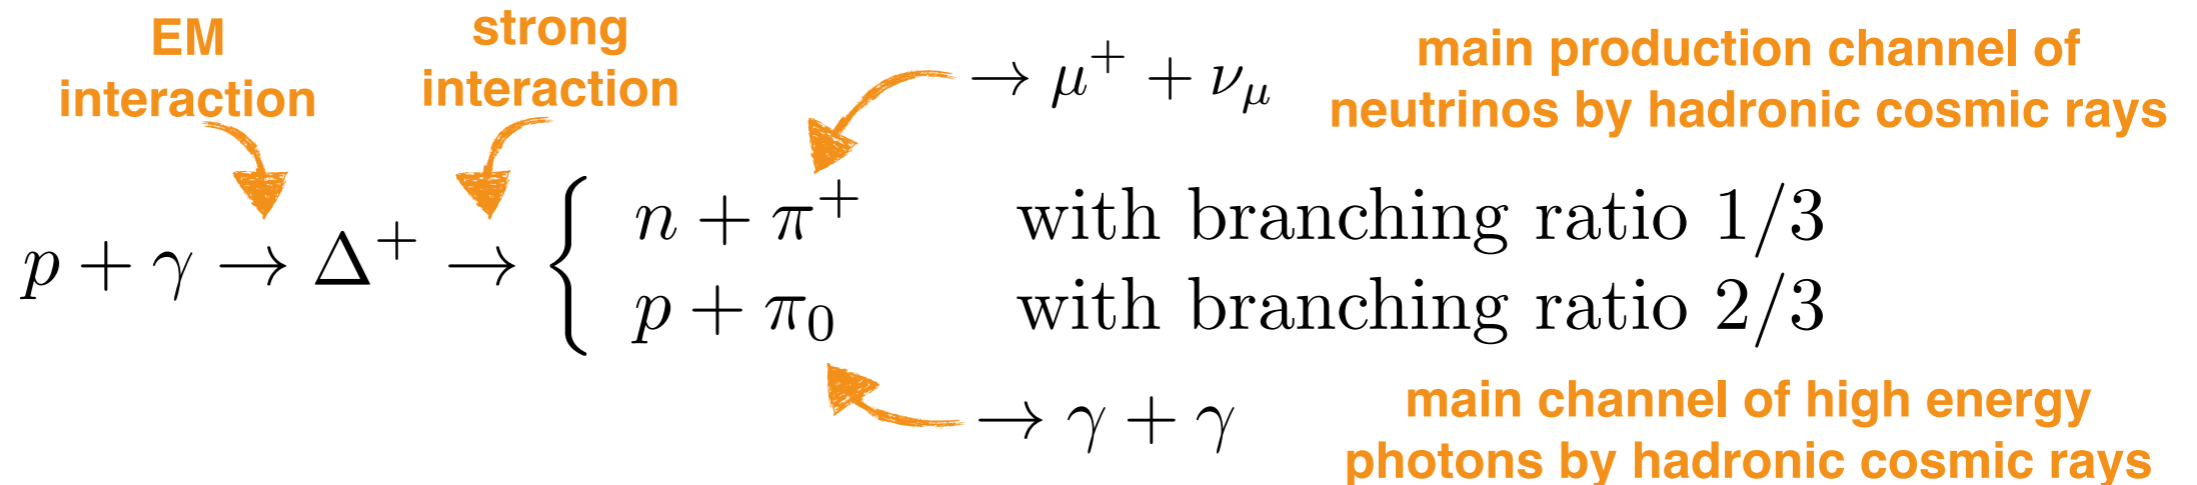 EM
interaction
strong
interaction
→ μ⁺ + ν_μ
main production channel of
neutrinos by hadronic cosmic rays
p + γ → Δ⁺ → {
n + π⁺ with branching ratio 1/3
p + π₀ with branching ratio 2/3
→ γ + γ
main channel of high energy
photons by hadronic cosmic rays